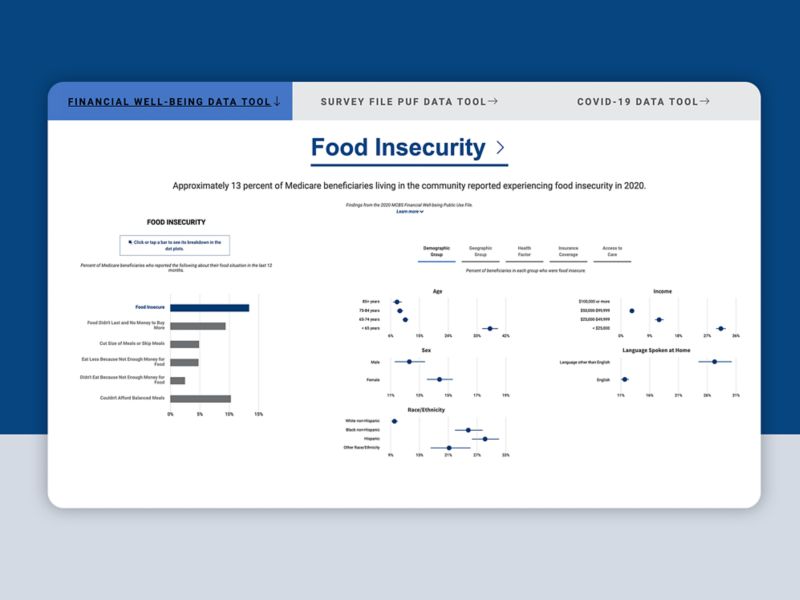 FINANCIAL WELL-BEING DATA TOOL↓
SURVEY FILE PUF DATA TOOL→
COVID-19 DATA TOOL→
Food Insecurity >
Approximately 13 percent of Medicare beneficiaries living in the community reported experiencing food insecurity in 2020.
Findings from the 2020 MCBS Financial Well-being Public Use File.
Learn more
FOOD INSECURITY
Click or tap a bar to see its breakdown in the
dot plots.
Percent of Medicare beneficiaries who reported the following about their food situation in the last 12
months.
Food Insecure
Food Didn't Last and No Money to Buy
More
Cut Size of Meals or Skip Meals
Eat Less Because Not Enough Money for
Food
Didn't Eat Because Not Enough Money for
Food
Couldn't Afford Balanced Meals
0% 5% 10% 15%
Demographic
Group
Geographic
Group
Health
Factor
Insurance
Coverage
Access to
Care
Percent of beneficiaries in each group who were food insecure
Age
85+ years
75-84 years
65-74 years
< 65 years
6% 15% 24% 33% 42%
Income
$100,000 or more
$50,000-$99,999
$25,000-$49,999
< $25,000
0% 9% 18% 27% 36%
Sex
Male
Female
11% 13% 15% 17% 19%
Language Spoken at Home
Language other than English
English
11% 16% 21% 26% 31%
Race/Ethnicity
White non-Hispanic
Black non-Hispanic
Hispanic
Other Race/Ethnicity
9% 15% 21% 27% 33%